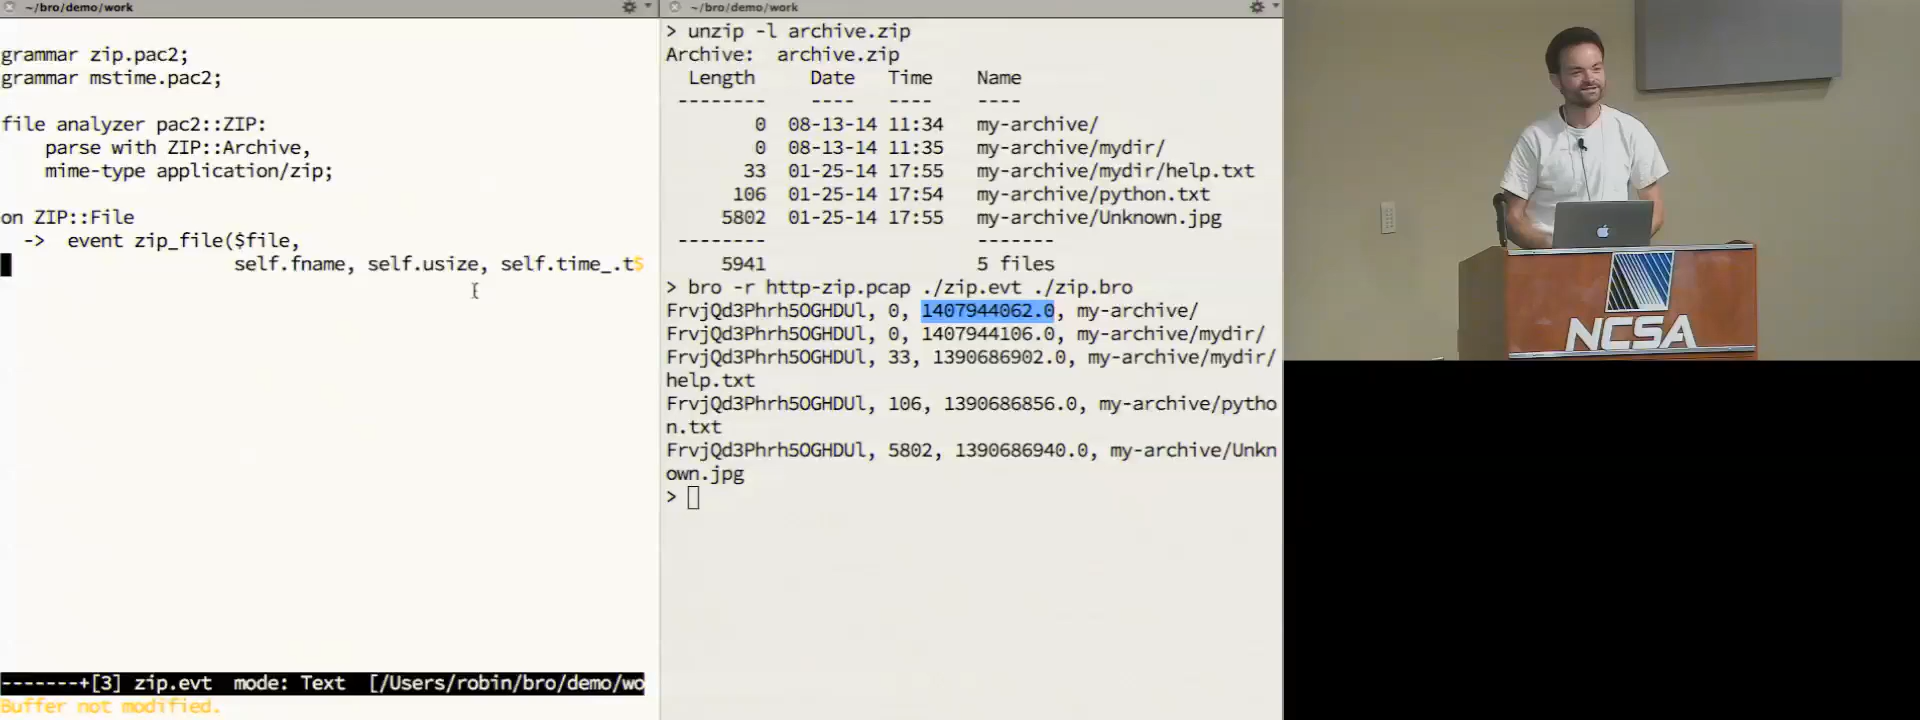 ~/bro/demo/work
grammar zip.pac2;
grammar mstime.pac2;
file analyzer pac2::ZIP:
parse with ZIP::Archive,
mime-type application/zip;
on ZIP::File
-> event zip_file($file,
self.fname, self.usize, self.time_.t$
-------+[3] zip.evt mode: Text [/Users/robin/bro/demo/wo
Buffer not modified.
~/bro/demo/work
> unzip -l archive.zip
Archive: archive.zip
Length Date Time Name
-------- ---- ---- ----
0 08-13-14 11:34 my-archive/
0 08-13-14 11:35 my-archive/mydir/
33 01-25-14 17:55 my-archive/mydir/help.txt
106 01-25-14 17:54 my-archive/python.txt
5802 01-25-14 17:55 my-archive/Unknown.jpg
-------- -------
5941 5 files
> bro -r http-zip.pcap ./zip.evt ./zip.bro
FrvjQd3Phrh5OGHDUl, 0, 1407944062.0, my-archive/
FrvjQd3Phrh5OGHDUl, 0, 1407944106.0, my-archive/mydir/
FrvjQd3Phrh5OGHDUl, 33, 1390686902.0, my-archive/mydir/
help.txt
FrvjQd3Phrh5OGHDUl, 106, 1390686856.0, my-archive/pytho
n.txt
FrvjQd3Phrh5OGHDUl, 5802, 1390686940.0, my-archive/Unkn
own.jpg
>
NCSA